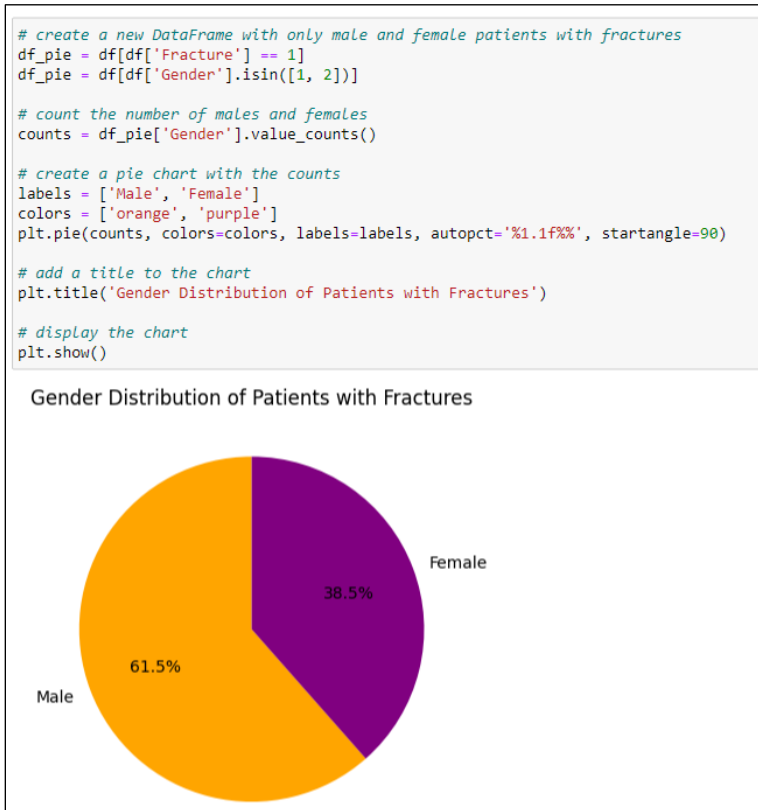 # create a new DataFrame with only male and female patients with fractures
df_pie = df[df['Fracture'] == 1]
df_pie = df[df['Gender'].isin([1, 2])]
# count the number of males and females
counts = df_pie['Gender'].value_counts()
# create a pie chart with the counts
labels = ['Male', 'Female']
colors = ['orange', 'purple']
plt.pie(counts, colors=colors, labels=labels, autopct='%1.1f%%', startangle=90)
# add a title to the chart
plt.title('Gender Distribution of Patients with Fractures')
# display the chart
plt.show()
Gender Distribution of Patients with Fractures
Female
38.5%
61.5%
Male